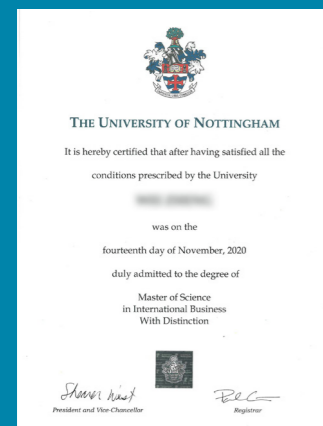 THE UNIVERSITY OF NOTTINGHAM
It is hereby certified that after having satisfied all the
conditions prescribed by the University
was on the
fourteenth day of November, 2020
duly admitted to the degree of
Master of Science
in International Business
With Distinction
President and Vice-Chancellor
Registrar